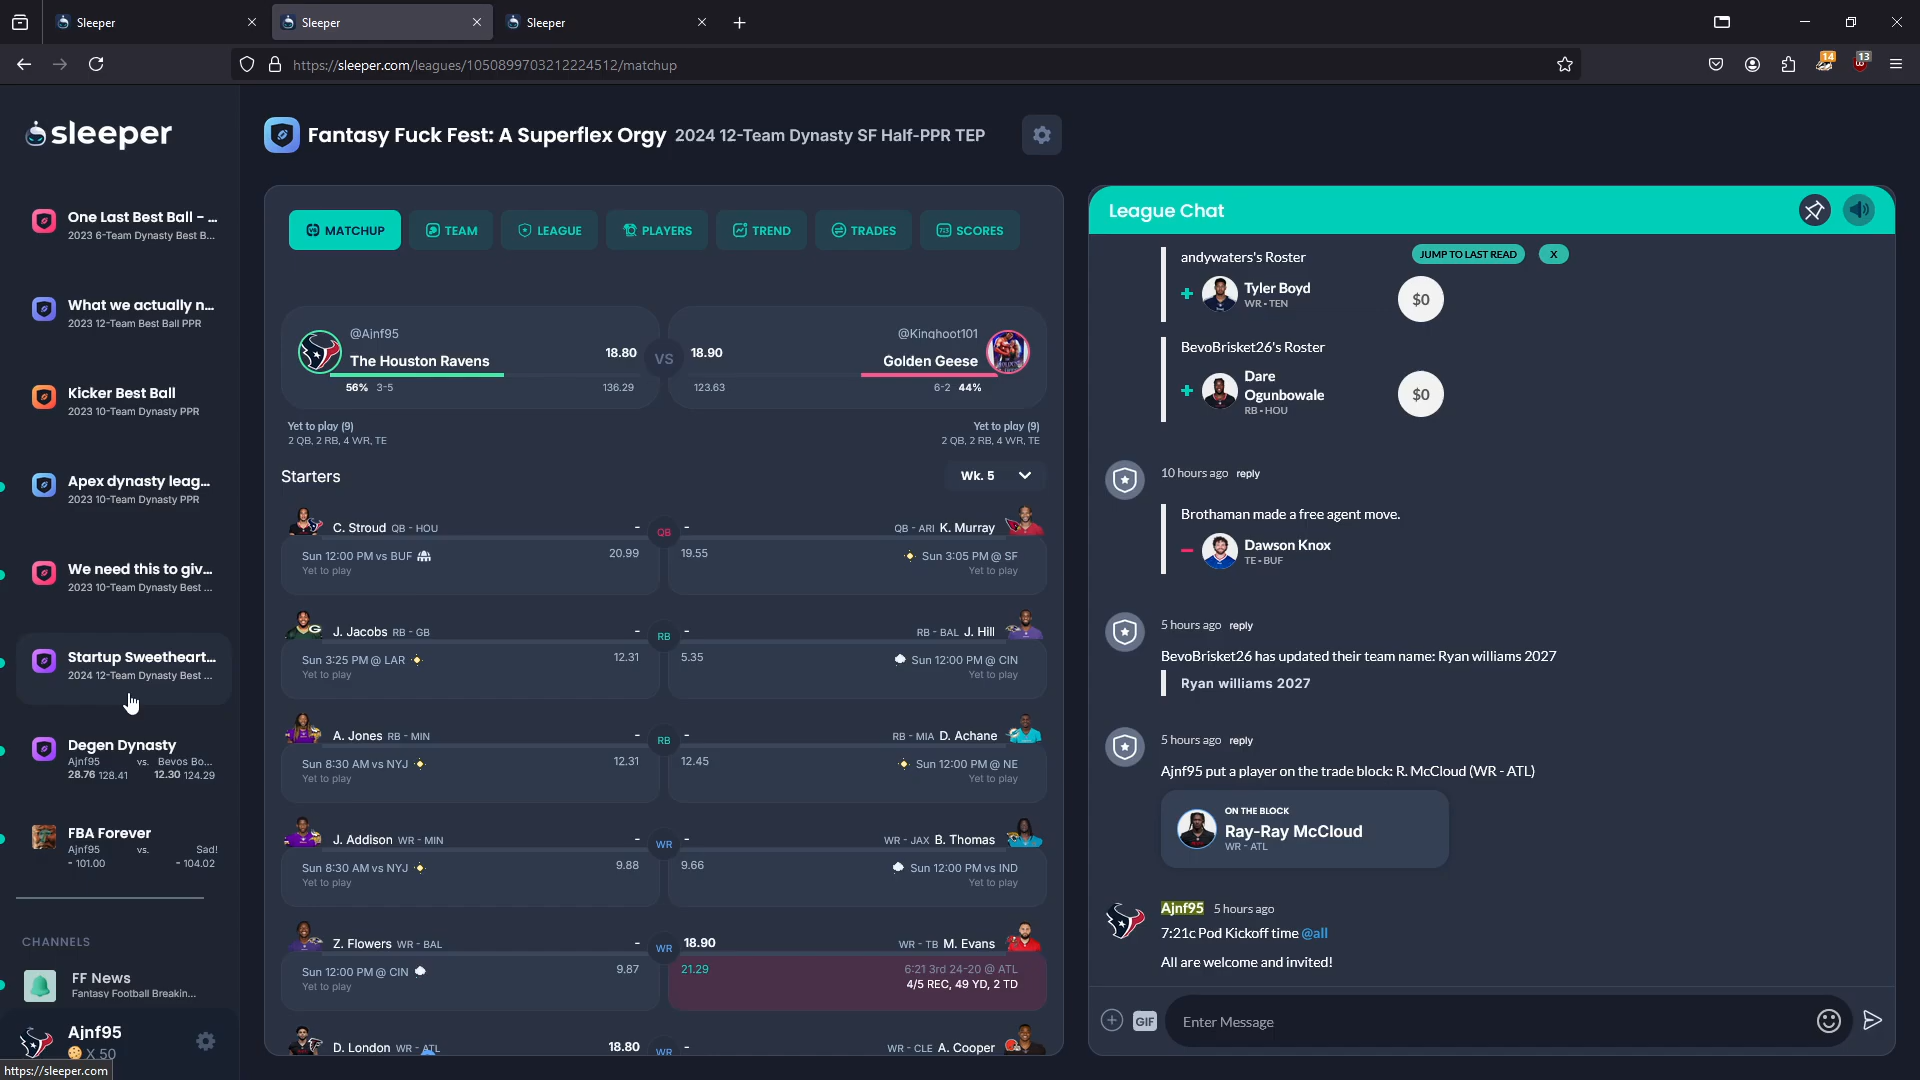 Sleeper
Sleeper
Sleeper
https://sleeper.com/leagues/1050899703212224512/matchup
14
13
sleeper
One Last Best Ball - ...
2023 6-Team Dynasty Best B...
What we actually n...
2023 12-Team Best Ball PPR
Kicker Best Ball
2023 10-Team Dynasty PPR
Apex dynasty leag...
2023 10-Team Dynasty PPR
We need this to giv...
2023 10-Team Dynasty Best ...
Startup Sweetheart...
2024 12-Team Dynasty Best ...
Degen Dynasty
Ajnf95 vs. Bevos Bo...
28.76 128.41 12.30 124.29
FBA Forever
Ajnf95 vs. Sad!
- 101.00 - 104.02
CHANNELS
FF News
Fantasy Football Breakin...
Ajnf95
X 50
https://sleeper.com
Fantasy Fuck Fest: A Superflex Orgy 2024 12-Team Dynasty SF Half-PPR TEP
MATCHUP TEAM LEAGUE PLAYERS TREND TRADES SCORES
@Ajnf95
The Houston Ravens 18.80
56% 3-5 136.29
VS
@Kinghoot101
18.90 Golden Geese
123.63 6-2 44%
Yet to play (9)
2 QB, 2 RB, 4 WR, TE
Yet to play (9)
2 QB, 2 RB, 4 WR, TE
Starters Wk. 5
C. Stroud QB - HOU - QB - QB - ARI K. Murray
Sun 12:00 PM vs BUF 20.99 19.55 Sun 3:05 PM @ SF
Yet to play Yet to play
J. Jacobs RB - GB - RB - RB - BAL J. Hill
Sun 3:25 PM @ LAR 12.31 5.35 Sun 12:00 PM @ CIN
Yet to play Yet to play
A. Jones RB - MIN - RB - RB - MIA D. Achane
Sun 8:30 AM vs NYJ 12.31 12.45 Sun 12:00 PM @ NE
Yet to play Yet to play
J. Addison WR - MIN - WR - WR - JAX B. Thomas
Sun 8:30 AM vs NYJ 9.88 9.66 Sun 12:00 PM vs IND
Yet to play Yet to play
Z. Flowers WR - BAL - WR 18.90 WR - TB M. Evans
Sun 12:00 PM @ CIN 9.87 21.29 6:21 3rd 24-20 @ ATL
Yet to play 4/5 REC, 49 YD, 2 TD
D. London WR - ATL 18.80 WR - WR - CLE A. Cooper
League Chat
JUMP TO LAST READ X
andywaters's Roster
Tyler Boyd
WR • TEN
$0
BevoBrisket26's Roster
Dare
Ogunbowale
RB • HOU
$0
10 hours ago reply
Brothaman made a free agent move.
Dawson Knox
TE • BUF
5 hours ago reply
BevoBrisket26 has updated their team name: Ryan williams 2027
Ryan williams 2027
5 hours ago reply
Ajnf95 put a player on the trade block: R. McCloud (WR - ATL)
ON THE BLOCK
Ray-Ray McCloud
WR - ATL
Ajnf95 5 hours ago
7:21c Pod Kickoff time @all
All are welcome and invited!
GIF Enter Message